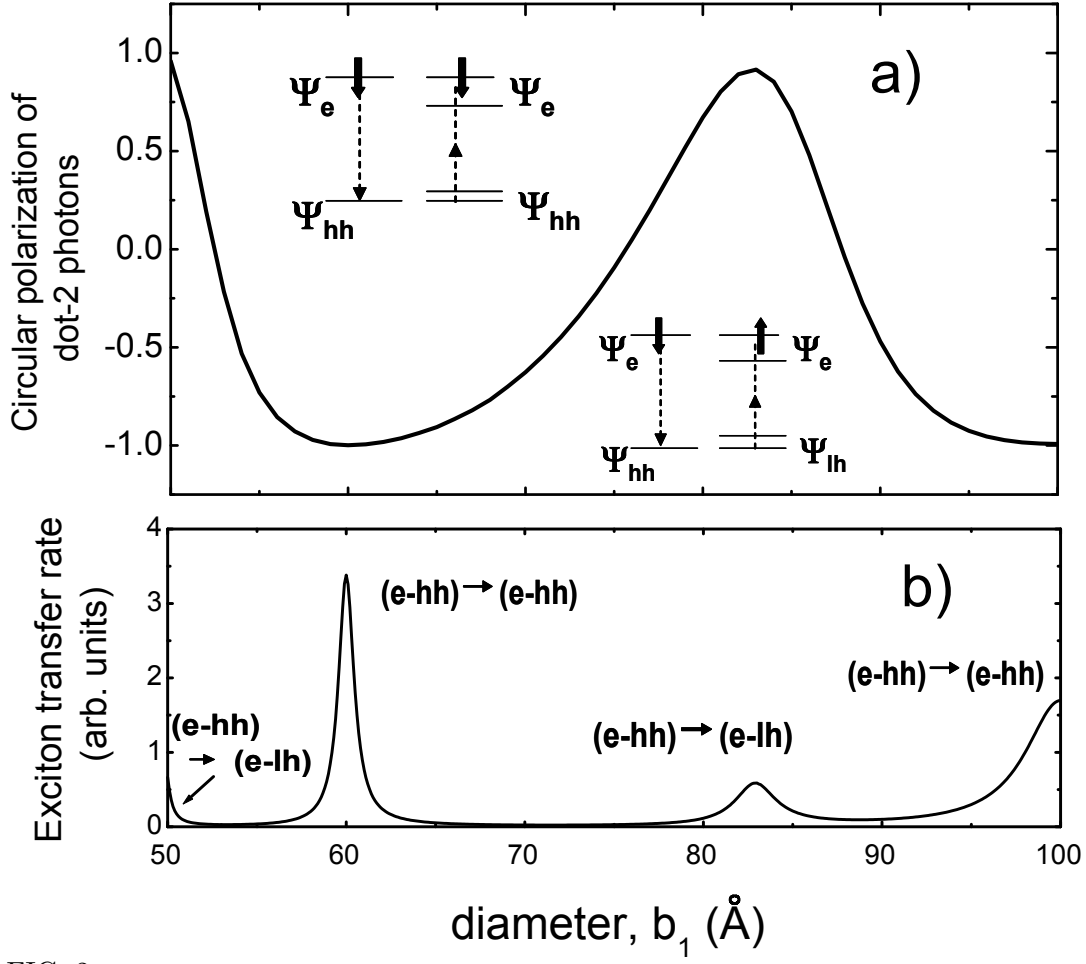 Circular polarization of
dot-2 photons
1.0
0.5
0.0
-0.5
-1.0
a)
Ψe Ψe
Ψhh Ψhh
Ψe Ψe
Ψhh Ψlh
Exciton transfer rate
(arb. units)
4
3
2
1
0
b)
(e-hh) → (e-hh)
(e-hh) → (e-hh)
(e-hh)
→ (e-lh)
(e-hh) → (e-lh)
50 60 70 80 90 100
diameter, b1 (Å)